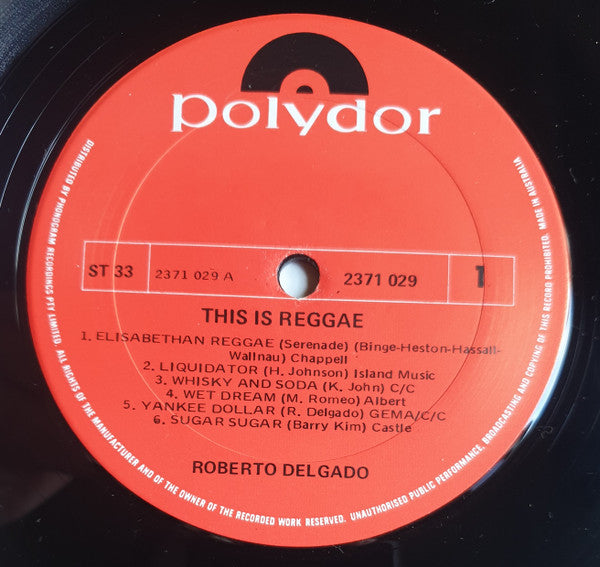 polydor
ST 33
2371 029 A
2371 029
1
THIS IS REGGAE
1. ELISABETHAN REGGAE (Serenade) (Binge-Heston-Hassall-
Wallnau) Chappell
2. LIQUIDATOR (H. Johnson) Island Music
3. WHISKY AND SODA (K. John) C/C
4. WET DREAM (M. Romeo) Albert
5. YANKEE DOLLAR (R. Delgado) GEMA/C/C
6. SUGAR SUGAR (Barry Kim) Castle
ROBERTO DELGADO
DISTRIBUTED BY PHONOGRAM RECORDINGS PTY LIMITED. ALL RIGHTS OF THE MANUFACTURER AND OF THE OWNER OF THE RECORDED WORK RESERVED. UNAUTHORISED PUBLIC PERFORMANCE, BROADCASTING AND COPYING OF THIS RECORD PROHIBITED. MADE IN AUSTRALIA